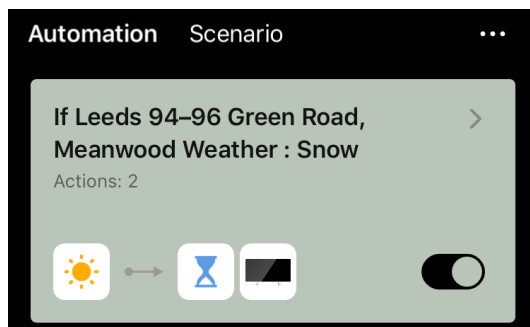 Automation Scenario
If Leeds 94–96 Green Road,
Meanwood Weather : Snow
Actions: 2